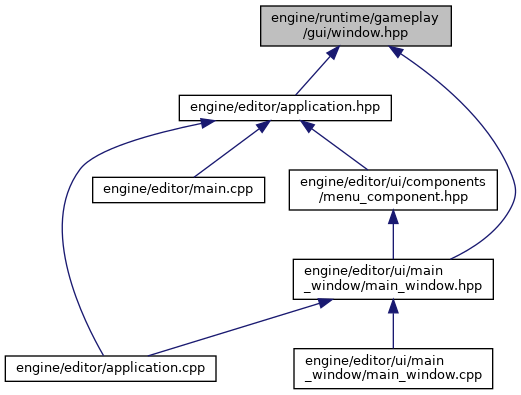 engine/runtime/gameplay
/gui/window.hpp
engine/editor/application.hpp
engine/editor/main.cpp
engine/editor/ui/components
/menu_component.hpp
engine/editor/ui/main
_window/main_window.hpp
engine/editor/application.cpp
engine/editor/ui/main
_window/main_window.cpp